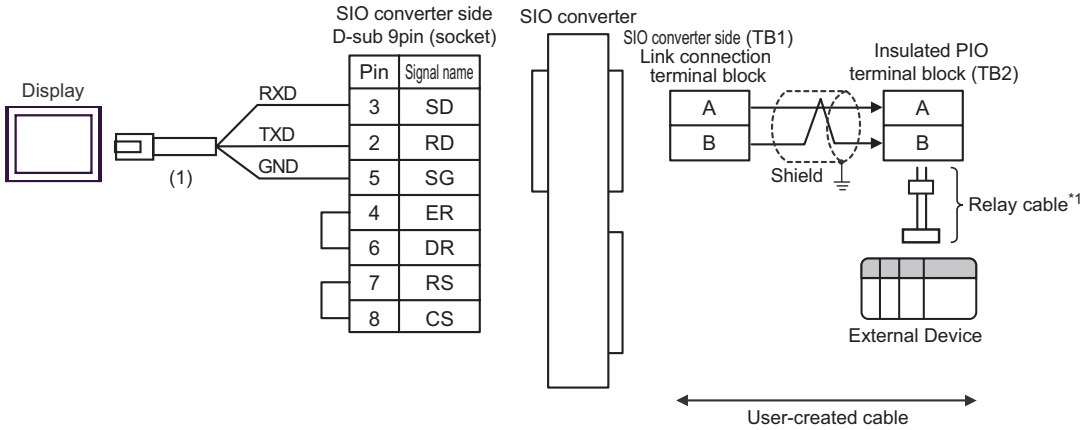 SIO converter side
D-sub 9pin (socket)
SIO converter
SIO converter side (TB1)
Link connection
terminal block
Insulated PIO
terminal block (TB2)
Display
RXD
TXD
GND
(1)
Pin Signal name
3 SD
2 RD
5 SG
4 ER
6 DR
7 RS
8 CS
A
B
Shield
A
B
Relay cable*1
External Device
User-created cable